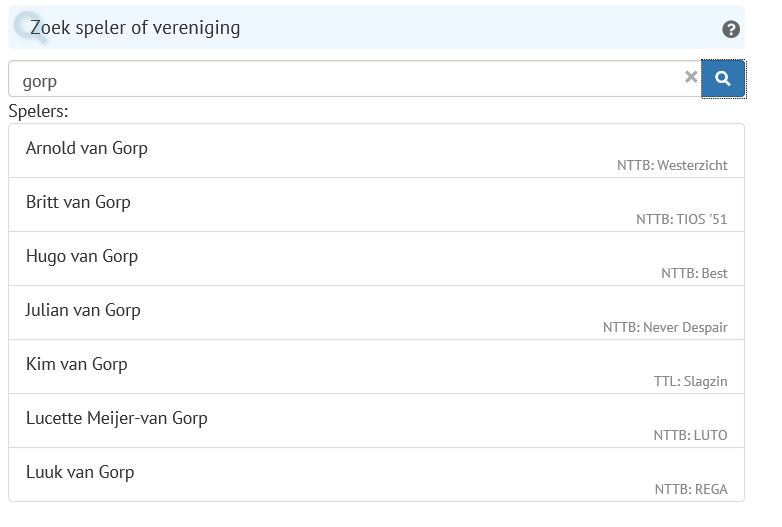 Zoek speler of vereniging
gorp
Spelers:
Arnold van Gorp
NTTB: Westerzicht
Britt van Gorp
NTTB: TIOS '51
Hugo van Gorp
NTTB: Best
Julian van Gorp
NTTB: Never Despair
Kim van Gorp
TTL: Slagzin
Lucette Meijer-van Gorp
NTTB: LUTO
Luuk van Gorp
NTTB: REGA